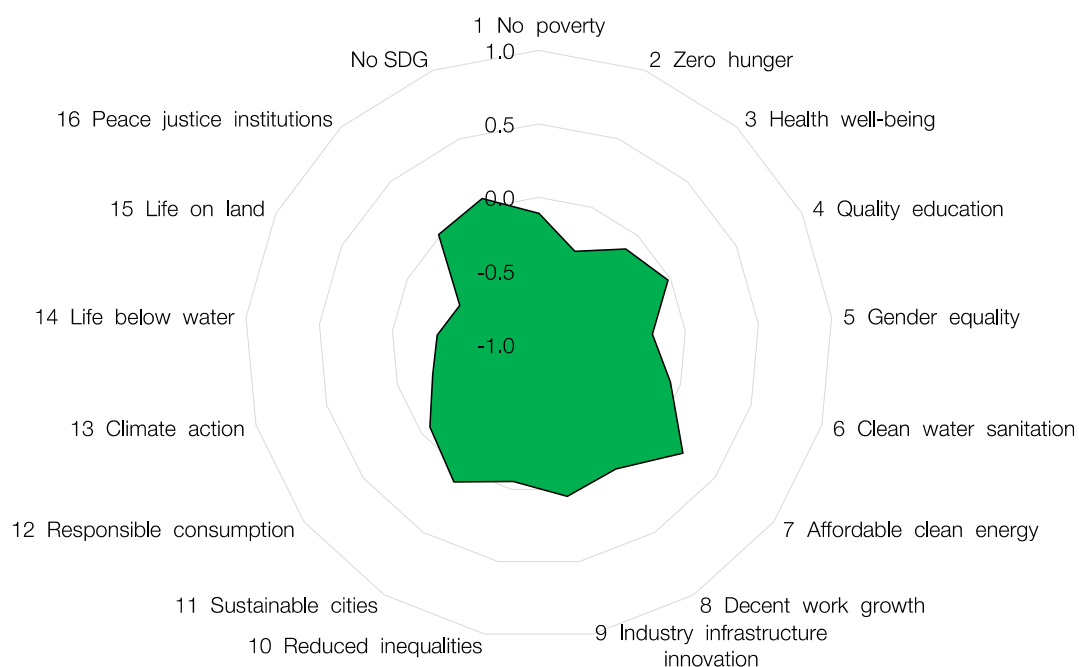 1 No poverty
1.0
No SDG
2 Zero hunger
16 Peace justice institutions
3 Health well-being
0.5
0.0
15 Life on land
4 Quality education
-0.5
14 Life below water
5 Gender equality
-1.0
13 Climate action
6 Clean water sanitation
12 Responsible consumption
7 Affordable clean energy
11 Sustainable cities
8 Decent work growth
10 Reduced inequalities
9 Industry infrastructure
innovation